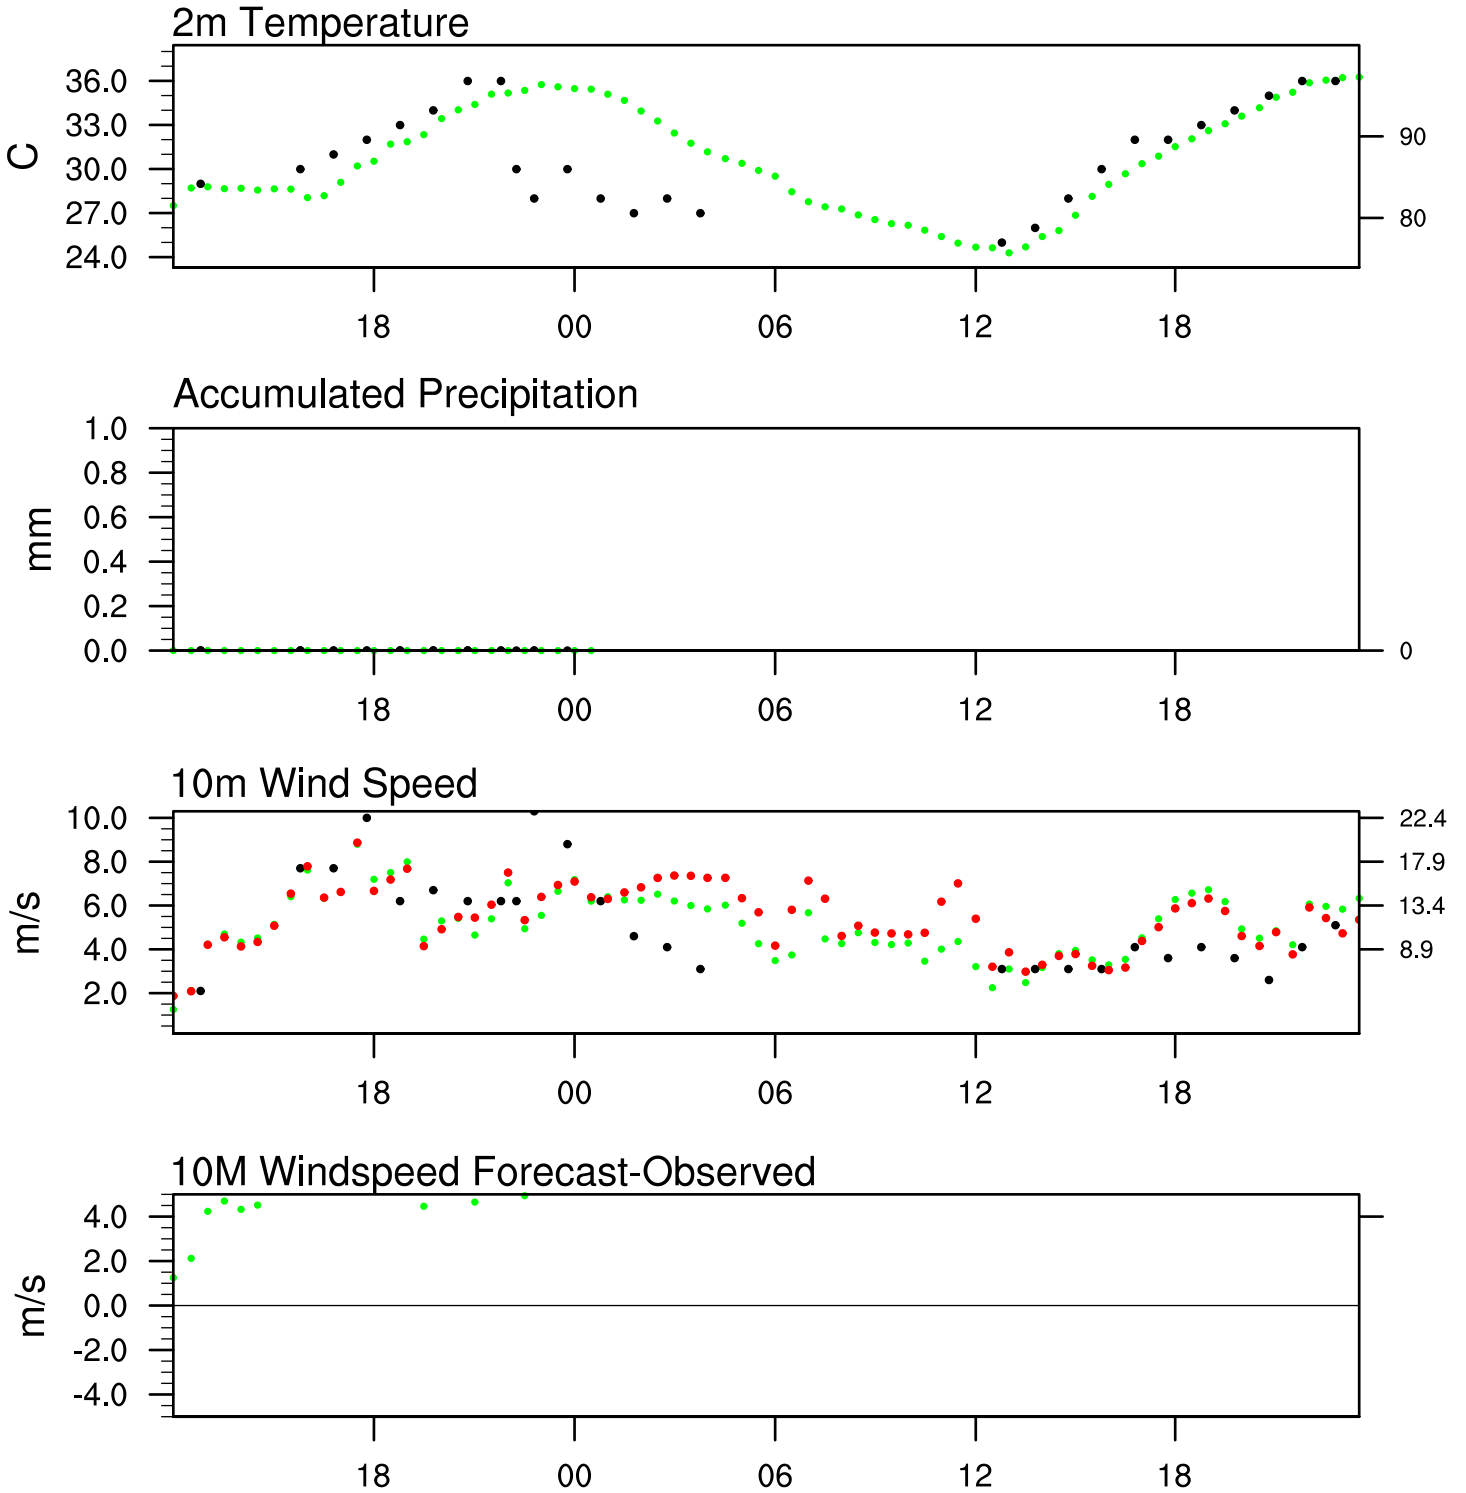 2m Temperature
36.0
33.0
30.0
27.0
24.0
C
90
80
18 00 06 12 18
Accumulated Precipitation
1.0
0.8
0.6
0.4
0.2
0.0
mm
0
18 00 06 12 18
10m Wind Speed
10.0
8.0
6.0
4.0
2.0
m/s
22.4
17.9
13.4
8.9
18 00 06 12 18
10M Windspeed Forecast-Observed
4.0
2.0
0.0
-2.0
-4.0
m/s
18 00 06 12 18